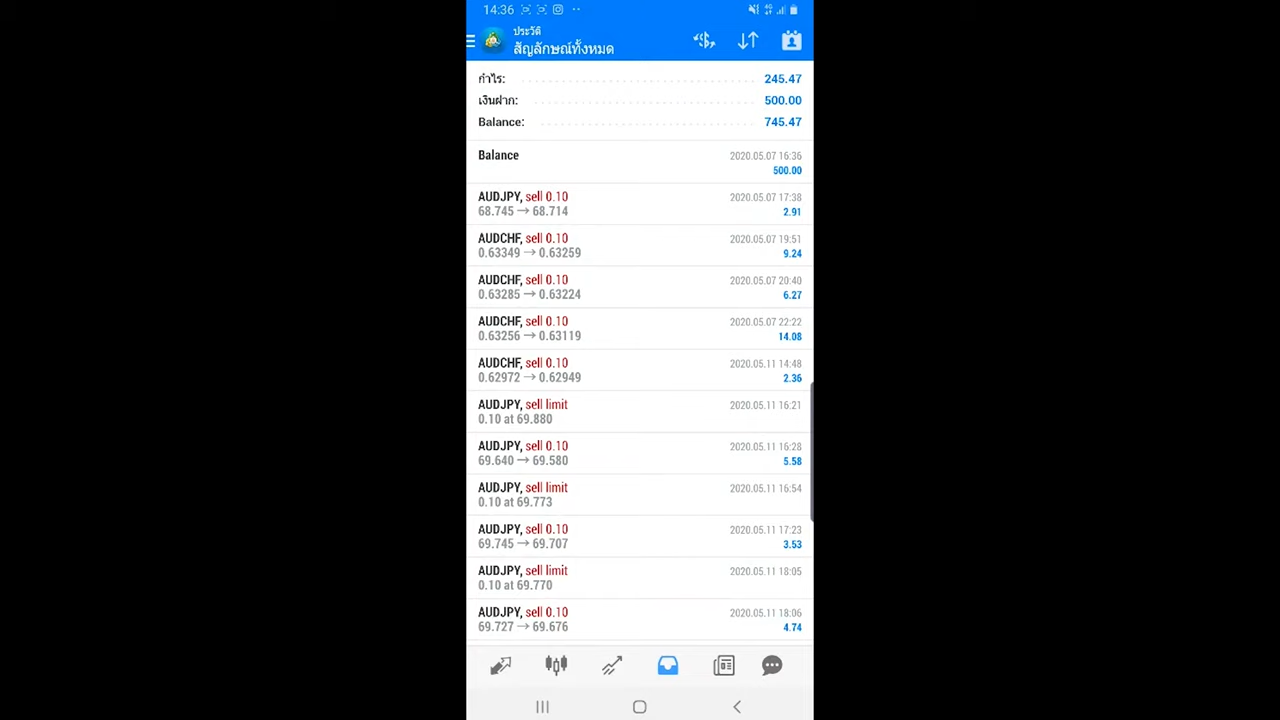 14:36
ประวัติ
สัญลักษณ์ทั้งหมด
กำไร: 245.47
เงินฝาก: 500.00
Balance: 745.47
Balance 2020.05.07 16:36
500.00
AUDJPY, sell 0.10 2020.05.07 17:38
68.745 → 68.714 2.91
AUDCHF, sell 0.10 2020.05.07 19:51
0.63349 → 0.63259 9.24
AUDCHF, sell 0.10 2020.05.07 20:40
0.63285 → 0.63224 6.27
AUDCHF, sell 0.10 2020.05.07 22:22
0.63256 → 0.63119 14.08
AUDCHF, sell 0.10 2020.05.11 14:48
0.62972 → 0.62949 2.36
AUDJPY, sell limit 2020.05.11 16:21
0.10 at 69.880
AUDJPY, sell 0.10 2020.05.11 16:28
69.640 → 69.580 5.58
AUDJPY, sell limit 2020.05.11 16:54
0.10 at 69.773
AUDJPY, sell 0.10 2020.05.11 17:23
69.745 → 69.707 3.53
AUDJPY, sell limit 2020.05.11 18:05
0.10 at 69.770
AUDJPY, sell 0.10 2020.05.11 18:06
69.727 → 69.676 4.74